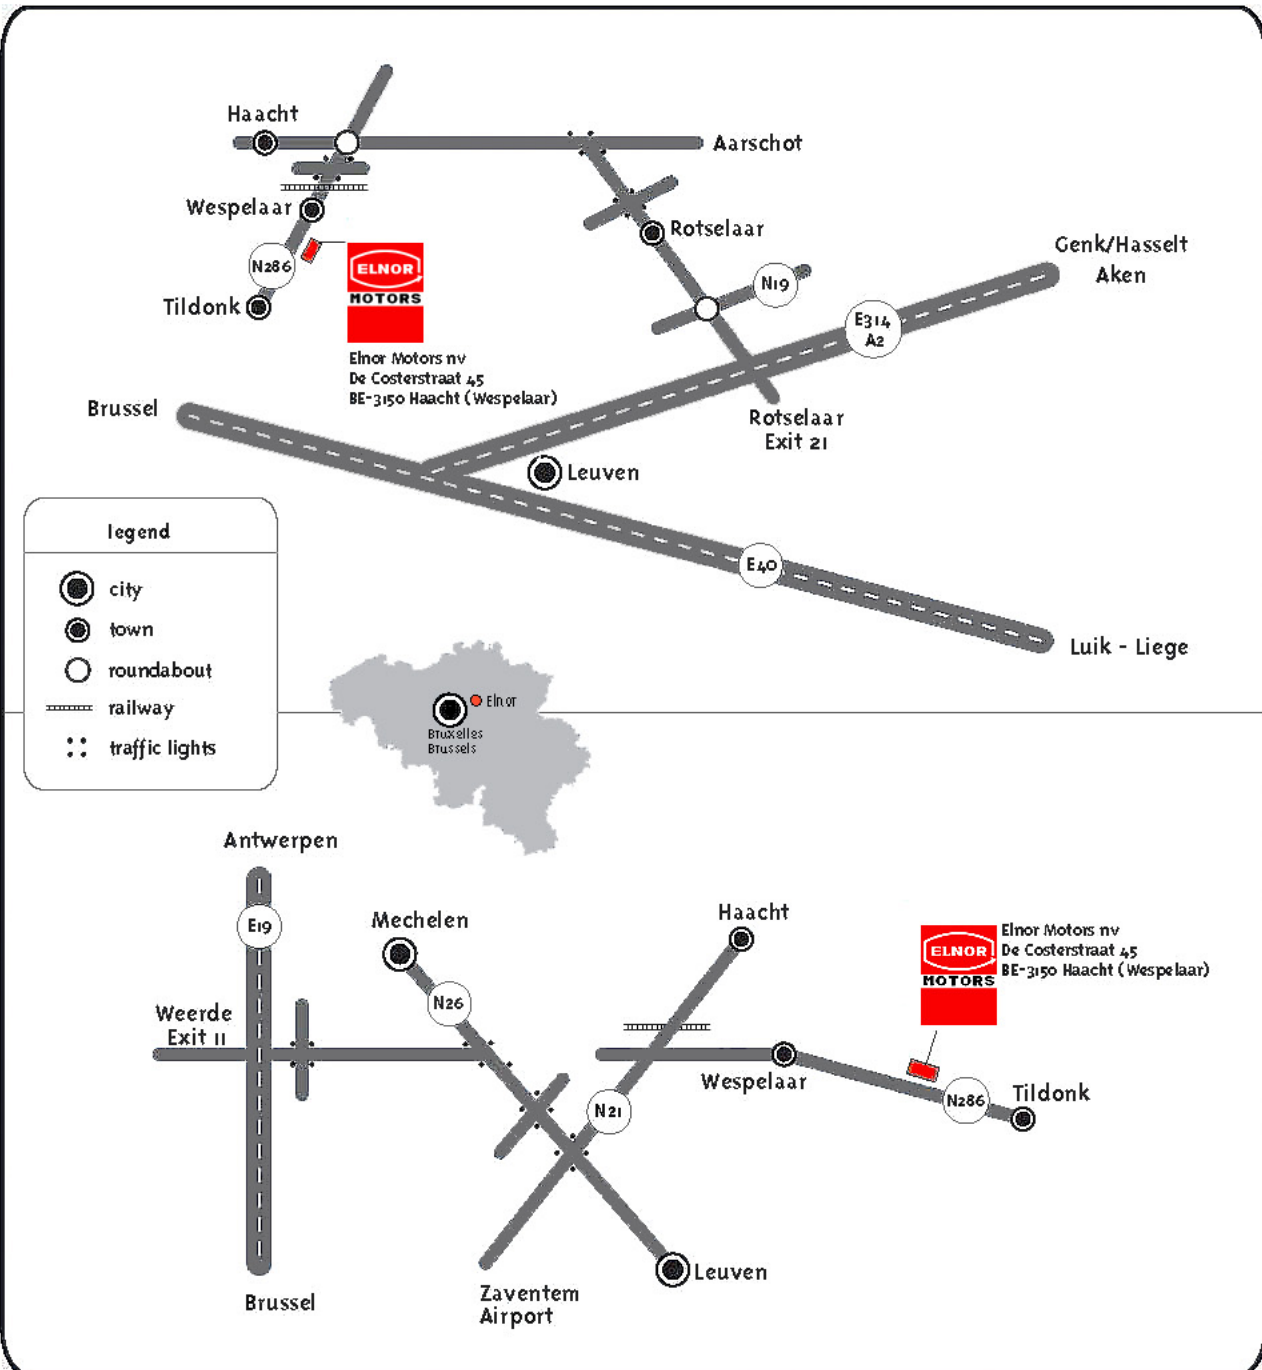 Haacht
Aarschot
Wespelaar
Rotselaar
N286
ELNOR
MOTORS
N19
Genk/Hasselt
Aken
Tildonk
E314
A2
Elnor Motors nv
De Costerstraat 45
BE-3150 Haacht (Wespelaar)
Brussel
Rotselaar
Exit 21
Leuven
E40
Luik - Liege
legend
city
town
roundabout
railway
traffic lights
Elnor
Bruxelles
Brussels
Antwerpen
E19
Mechelen
N26
Haacht
ELNOR
MOTORS
Elnor Motors nv
De Costerstraat 45
BE-3150 Haacht (Wespelaar)
Weerde
Exit 11
Wespelaar
N21
N286
Tildonk
Leuven
Zaventem
Airport
Brussel